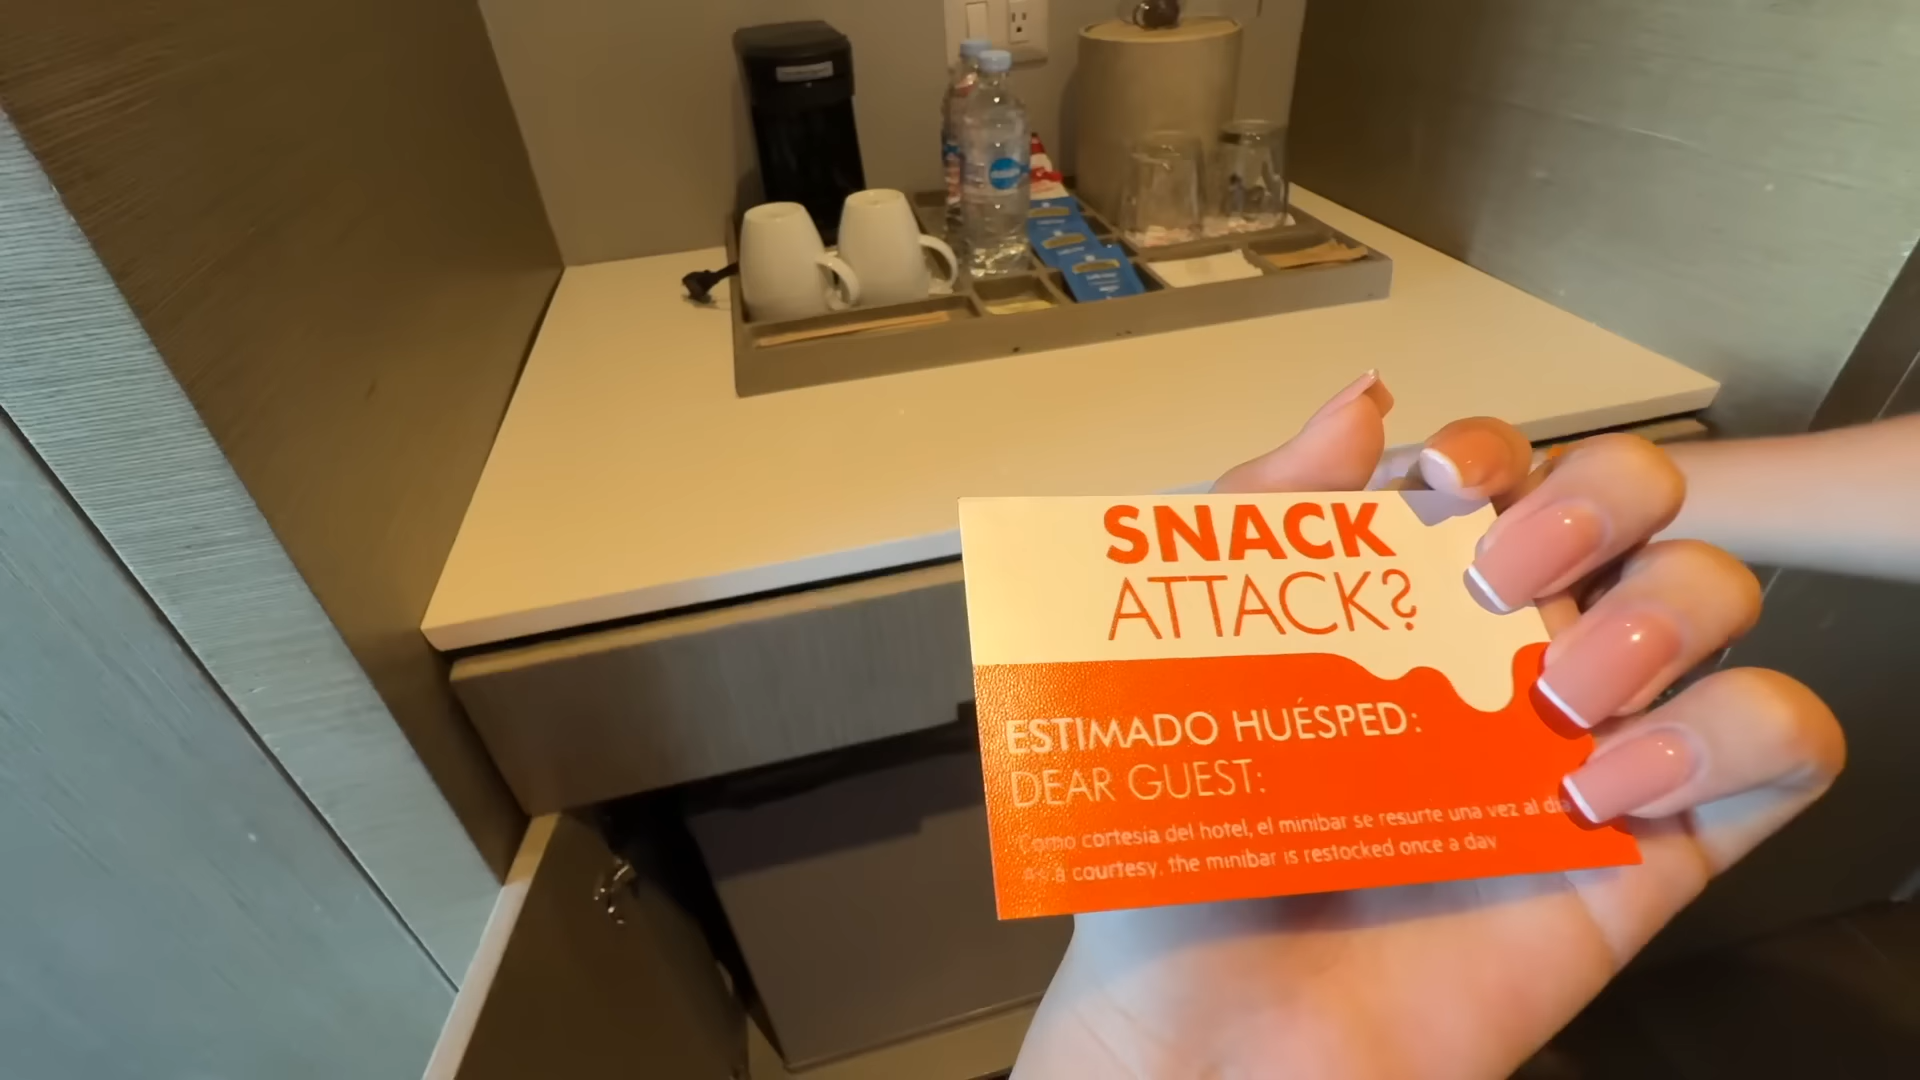 SNACK
ATTACK?
ESTIMADO HUÉSPED:
DEAR GUEST:
Como cortesia del hotel, el minibar se resurte una vez al día
As a courtesy, the minibar is restocked once a day